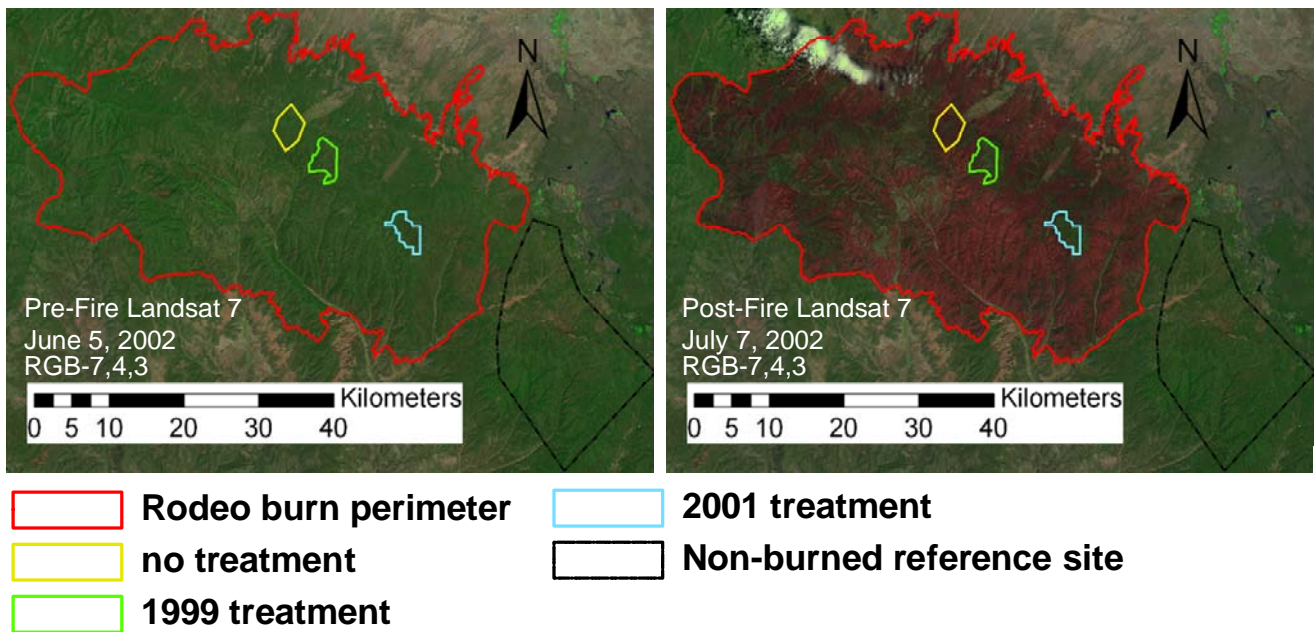 N
Pre-Fire Landsat 7
June 5, 2002
RGB-7,4,3
Kilometers
0 5 10 20 30 40
N
Post-Fire Landsat 7
July 7, 2002
RGB-7,4,3
Kilometers
0 5 10 20 30 40
Rodeo burn perimeter
no treatment
1999 treatment
2001 treatment
Non-burned reference site